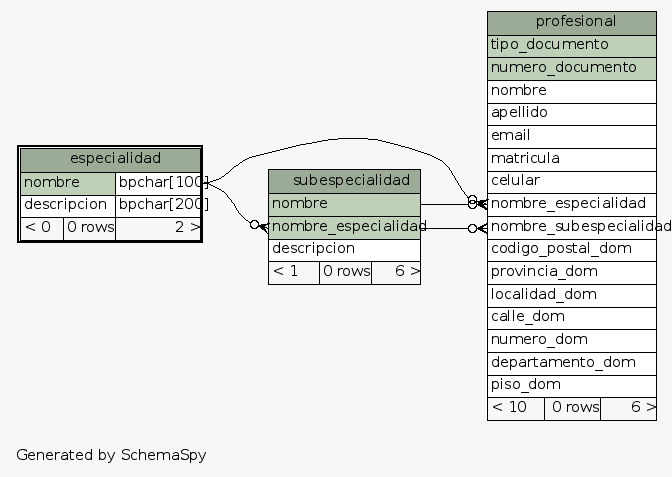 profesional
tipo_documento
numero_documento
nombre
apellido
email
matricula
celular
nombre_especialidad
nombre_subespecialidad
codigo_postal_dom
provincia_dom
localidad_dom
calle_dom
numero_dom
departamento_dom
piso_dom
< 10 0 rows 6 >
especialidad
nombre bpchar[100]
descripcion bpchar[200]
< 0 0 rows 2 >
subespecialidad
nombre
nombre_especialidad
descripcion
< 1 0 rows 6 >
Generated by SchemaSpy